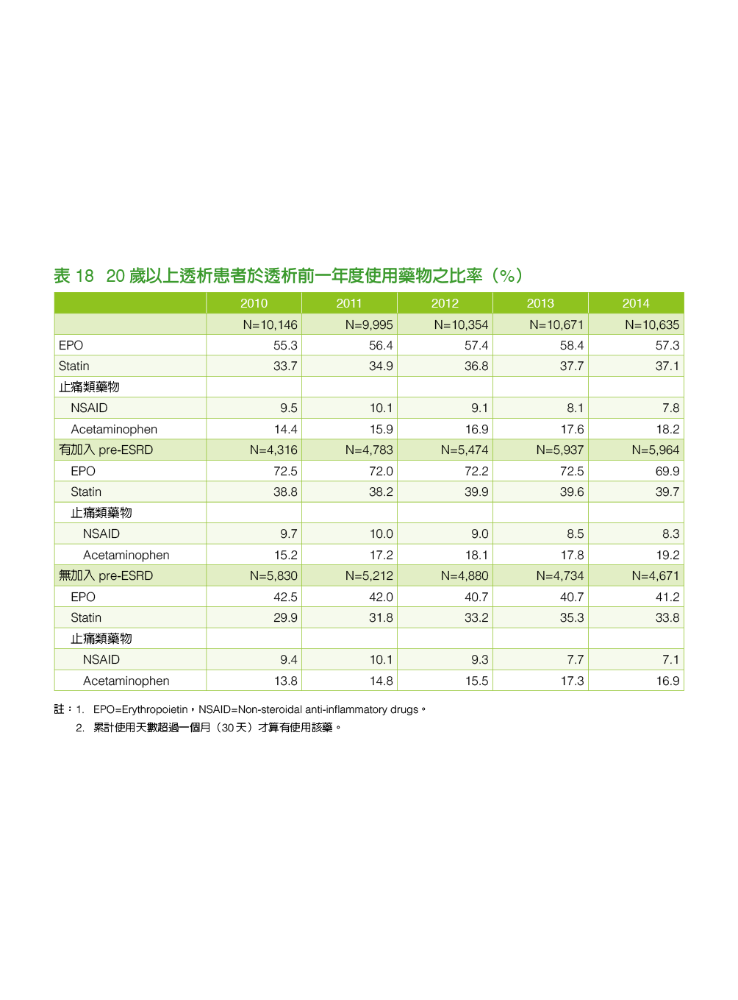 表 18 20 歲以上透析患者於透析前一年度使用藥物之比率（%）
2010 2011 2012 2013 2014
N=10,146 N=9,995 N=10,354 N=10,671 N=10,635
EPO 55.3 56.4 57.4 58.4 57.3
Statin 33.7 34.9 36.8 37.7 37.1
止痛類藥物
NSAID 9.5 10.1 9.1 8.1 7.8
Acetaminophen 14.4 15.9 16.9 17.6 18.2
有加入 pre-ESRD N=4,316 N=4,783 N=5,474 N=5,937 N=5,964
EPO 72.5 72.0 72.2 72.5 69.9
Statin 38.8 38.2 39.9 39.6 39.7
止痛類藥物
NSAID 9.7 10.0 9.0 8.5 8.3
Acetaminophen 15.2 17.2 18.1 17.8 19.2
無加入 pre-ESRD N=5,830 N=5,212 N=4,880 N=4,734 N=4,671
EPO 42.5 42.0 40.7 40.7 41.2
Statin 29.9 31.8 33.2 35.3 33.8
止痛類藥物
NSAID 9.4 10.1 9.3 7.7 7.1
Acetaminophen 13.8 14.8 15.5 17.3 16.9
註：1. EPO=Erythropoietin，NSAID=Non-steroidal anti-inflammatory drugs。
2. 累計使用天數超過一個月（30 天）才算有使用該藥。